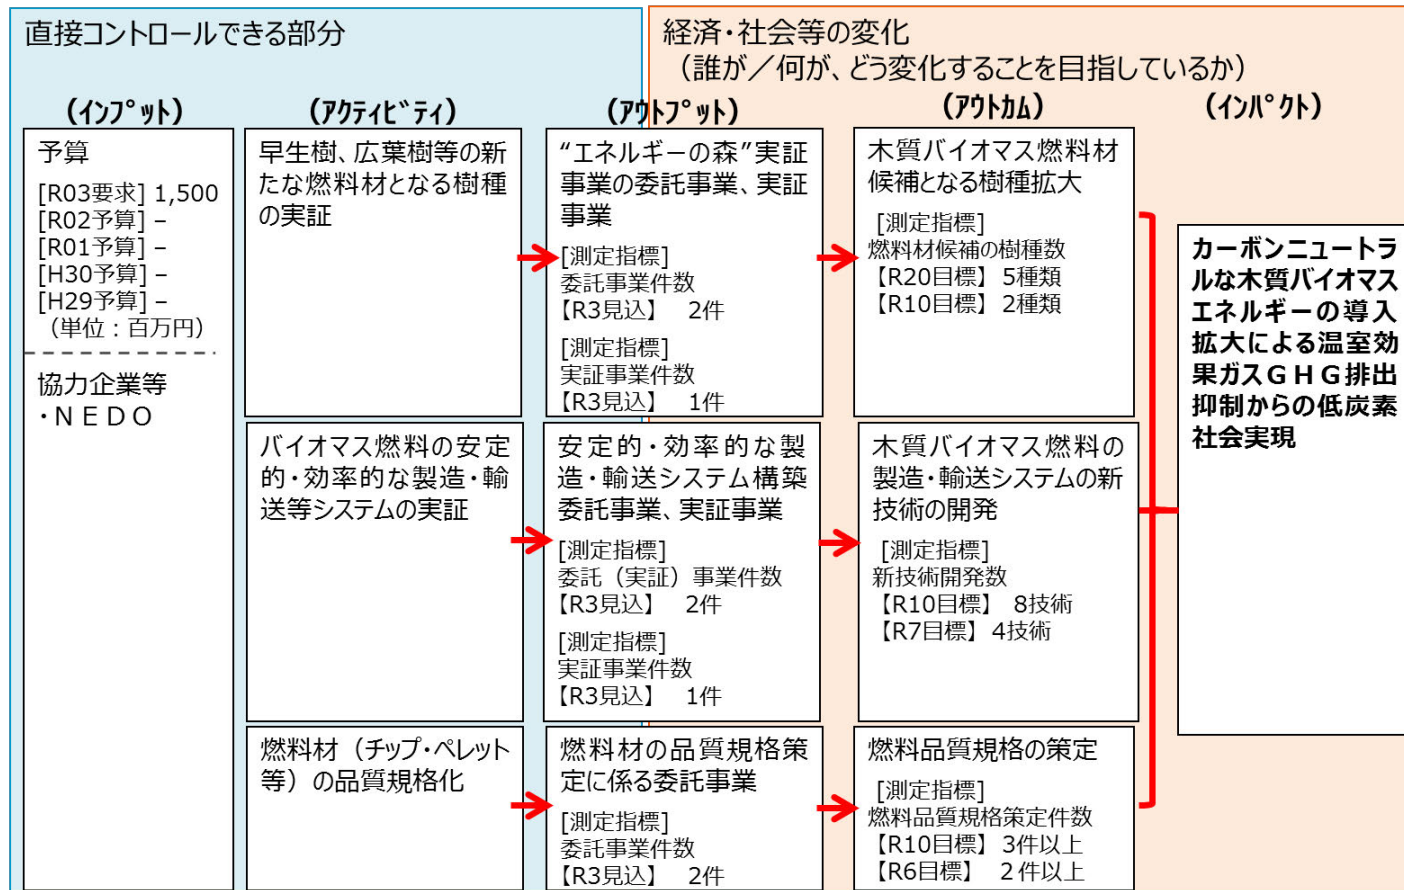 直接コントロールできる部分
経済・社会等の変化
（誰が／何が、どう変化することを目指しているか）
（ｲﾝﾌﾟｯﾄ）
（ｱｸﾃｨﾋﾞﾃｨ）
（ｱｳﾄﾌﾟｯﾄ）
（ｱｳﾄｶﾑ）
（ｲﾝﾊﾟｸﾄ）
予算
[R03要求] 1,500
[R02予算] –
[R01予算] –
[H30予算] –
[H29予算] –
（単位：百万円）
協力企業等
・ＮＥＤＯ
早生樹、広葉樹等の新
たな燃料材となる樹種
の実証
“エネルギーの森”実証
事業の委託事業、実証
事業
[測定指標]
委託事業件数
【R3見込】 2件
[測定指標]
実証事業件数
【R3見込】 1件
木質バイオマス燃料材
候補となる樹種拡大
[測定指標]
燃料材候補の樹種数
【R20目標】 5種類
【R10目標】 2種類
バイオマス燃料の安定
的・効率的な製造・輸
送等システムの実証
安定的・効率的な製
造・輸送システム構築
委託事業、実証事業
[測定指標]
委託（実証）事業件数
【R3見込】 2件
[測定指標]
実証事業件数
【R3見込】 1件
木質バイオマス燃料の
製造・輸送システムの新
技術の開発
[測定指標]
新技術開発数
【R10目標】 8技術
【R7目標】 4技術
燃料材（チップ・ペレット
等）の品質規格化
燃料材の品質規格策
定に係る委託事業
[測定指標]
委託事業件数
【R3見込】 2件
燃料品質規格の策定
[測定指標]
燃料品質規格策定件数
【R10目標】 3件以上
【R6目標】 ２件以上
カーボンニュートラ
ルな木質バイオマス
エネルギーの導入
拡大による温室効
果ガスＧＨＧ排出
抑制からの低炭素
社会実現